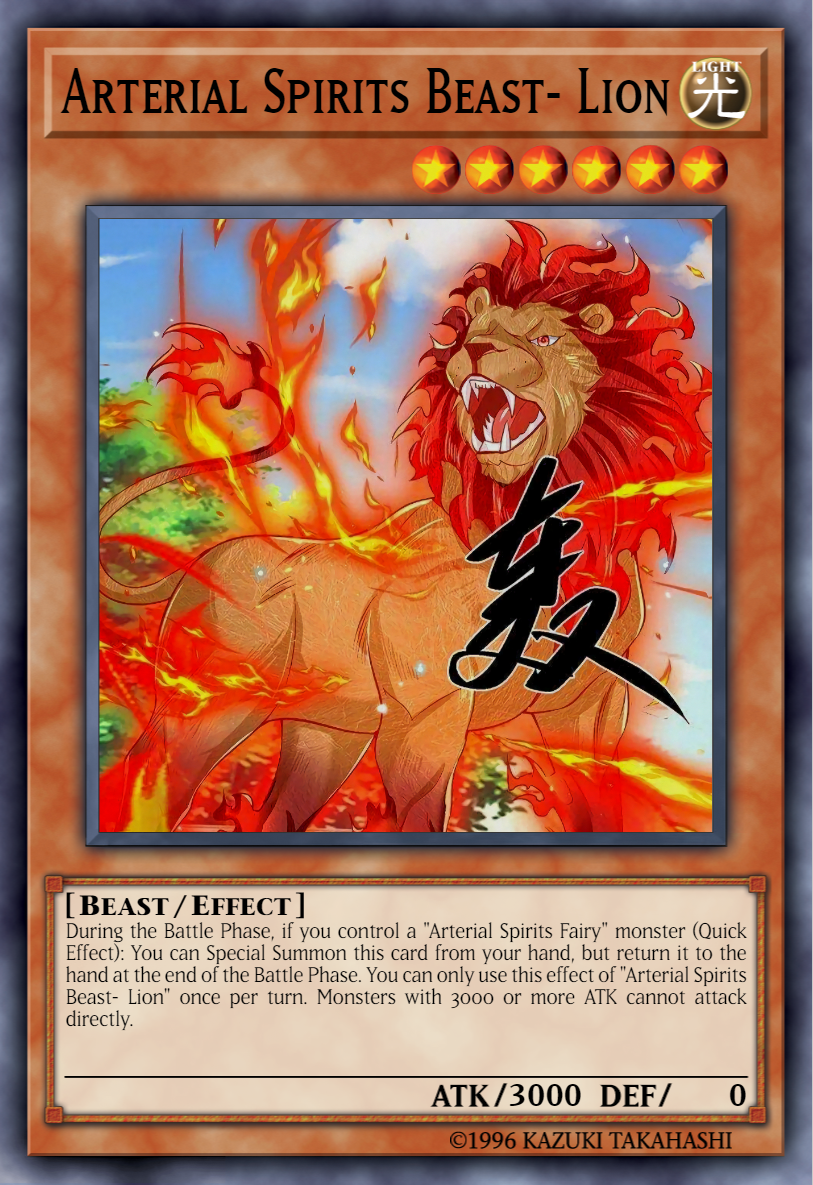 Arterial Spirits Beast- Lion
LIGHT
光
轰
[ Beast / Effect ]
During the Battle Phase, if you control a "Arterial Spirits Fairy" monster (Quick
Effect): You can Special Summon this card from your hand, but return it to the
hand at the end of the Battle Phase. You can only use this effect of "Arterial Spirits
Beast- Lion" once per turn. Monsters with 3000 or more ATK cannot attack
directly.
ATK/3000 DEF/ 0
©1996 KAZUKI TAKAHASHI